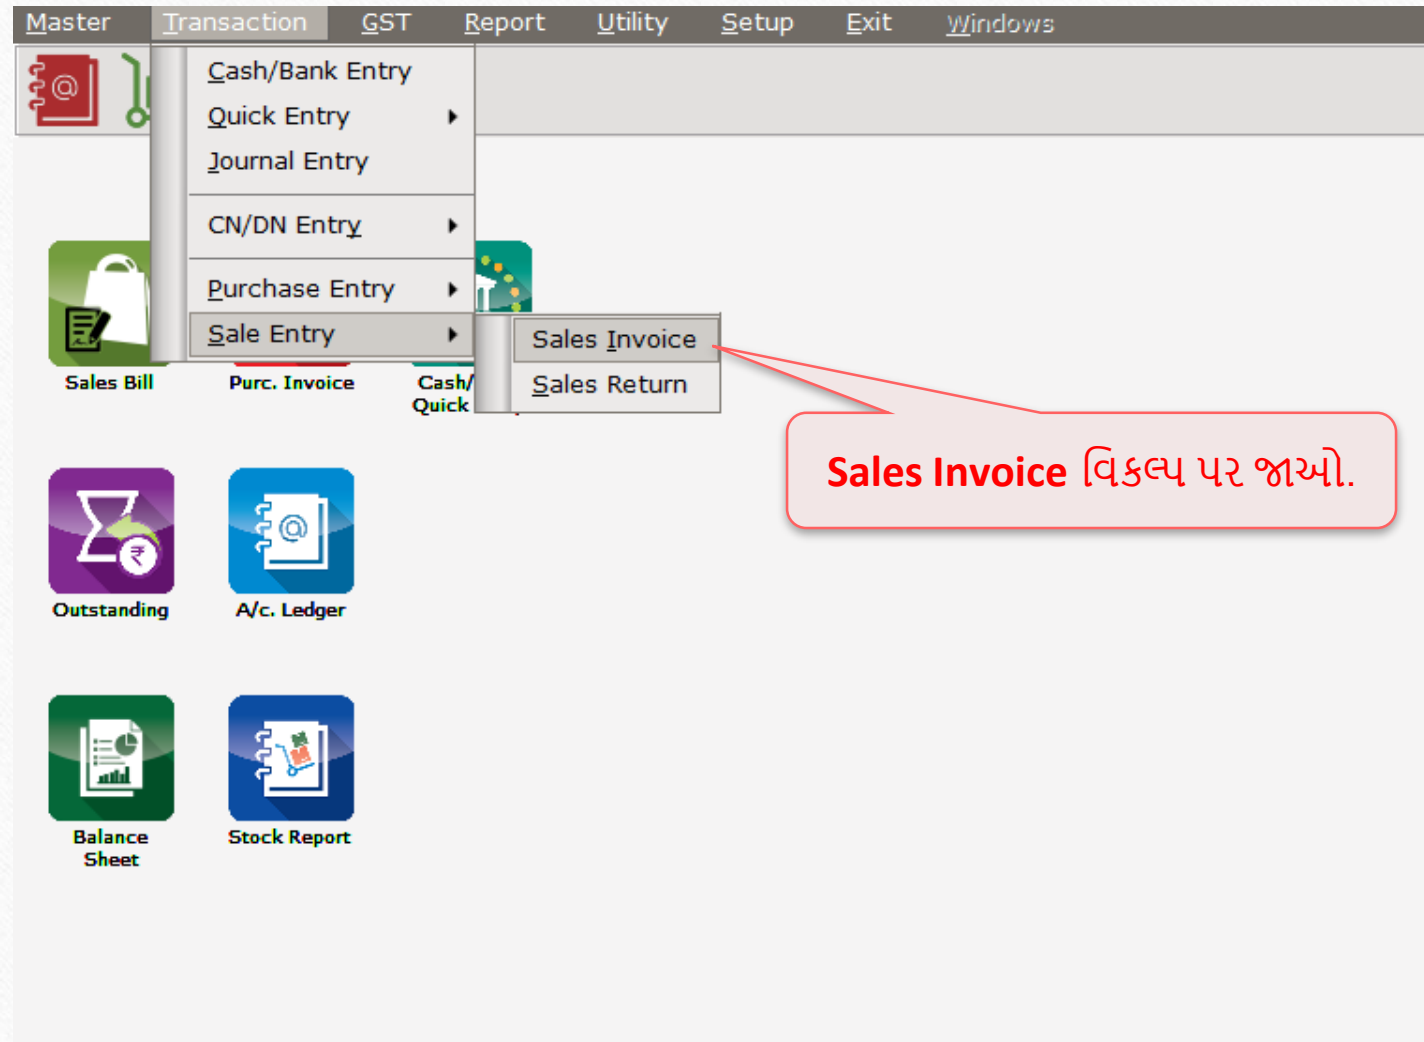 Master Transaction GST Report Utility Setup Exit Windows
Cash/Bank Entry
Quick Entry
Journal Entry
CN/DN Entry
Purchase Entry
Sale Entry
Sales Invoice
Sales Return
Sales Bill
Purc. Invoice
Cash/
Quick
Sales Invoice વિકલ્પ પર જાઓ.
Outstanding
A/c. Ledger
Balance
Sheet
Stock Report